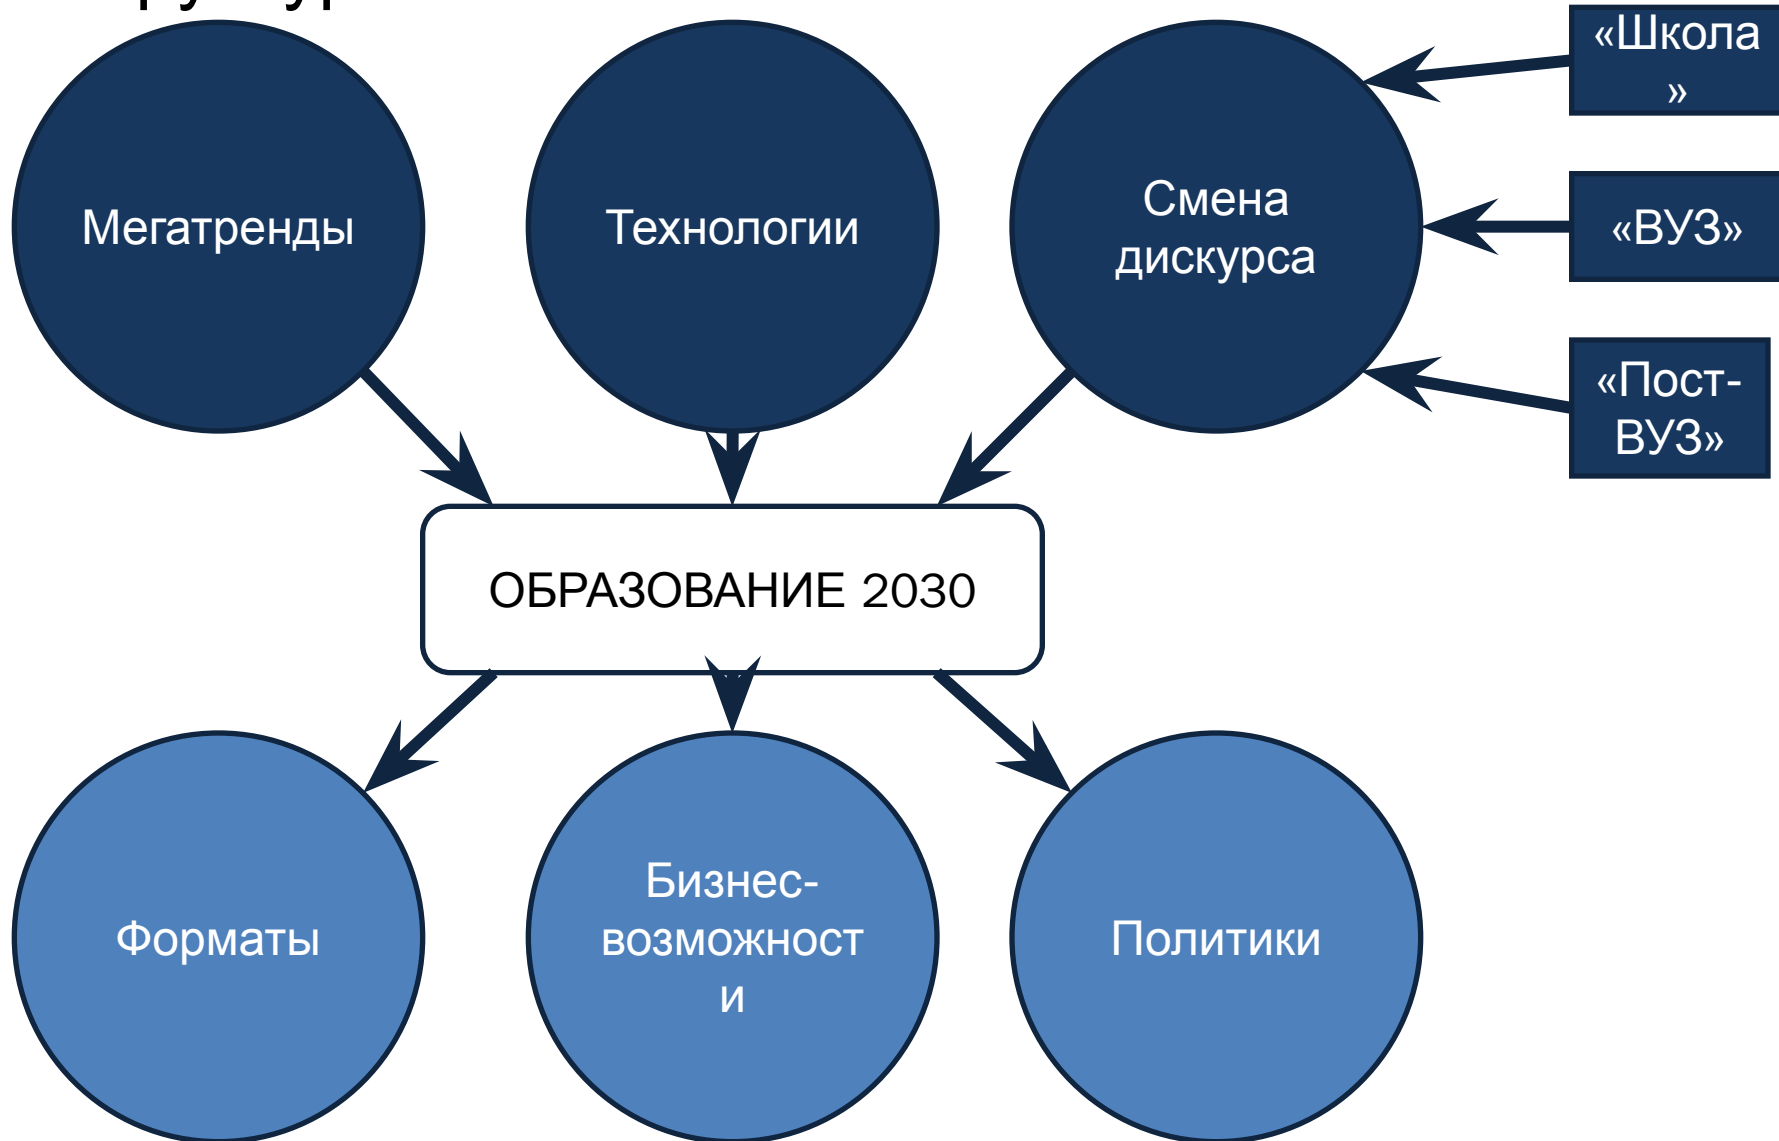 «Школа
»
Мегатренды
Технологии
Смена
дискурса
«ВУЗ»
«Пост-
ВУЗ»
ОБРАЗОВАНИЕ 2030
Форматы
Бизнес-
возможност
и
Политики